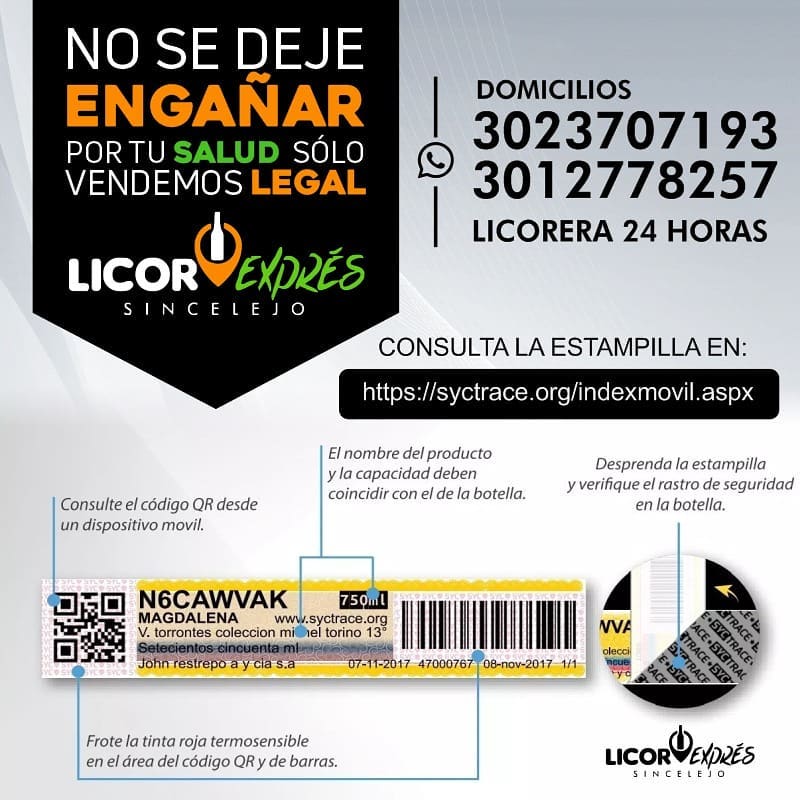 NO SE DEJE
ENGAÑAR
POR TU SALUD SÓLO
VENDEMOS LEGAL
LICOR EXPRÉS
SINCELEJO
DOMICILIOS
3023707193
3012778257
LICORERA 24 HORAS
CONSULTA LA ESTAMPILLA EN:
https://syctrace.org/indexmovil.aspx
El nombre del producto
y la capacidad deben
coincidir con el de la botella.
Desprenda la estampilla
y verifique el rastro de seguridad
en la botella.
Consulte el código QR desde
un dispositivo movil.
N6CAWVAK 750ml
MAGDALENA www.syctrace.org
V. torrontes coleccion torino 13°
Setecientos cincuenta ml
John restrepo a y cia s.a 07-11-2017 47000767 08-nov-2017 1/1
SYCTRACE
Frote la tinta roja termosensible
en el área del código QR y de barras.
LICOR EXPRÉS
SINCELEJO